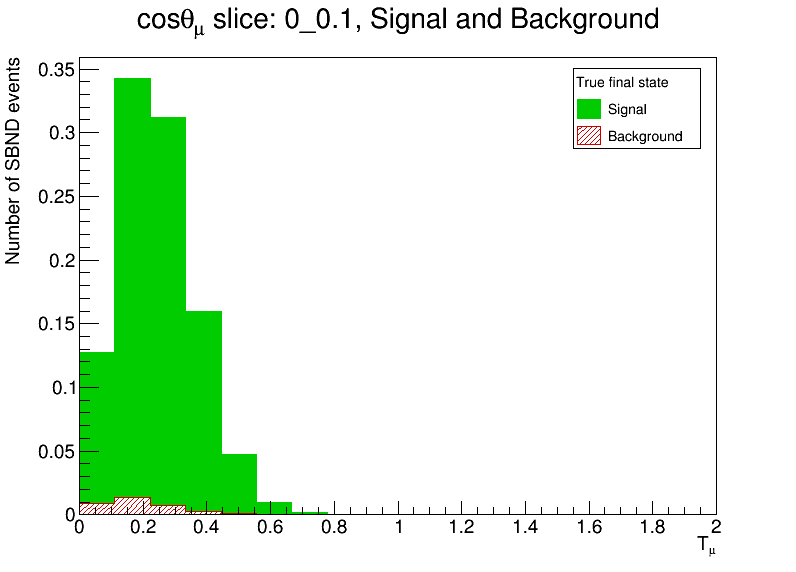 cosθμ slice: 0_0.1, Signal and Background
Number of SBND events
0.35
0.3
0.25
0.2
0.15
0.1
0.05
0
True final state
Signal
Background
0 0.2 0.4 0.6 0.8 1 1.2 1.4 1.6 1.8 2
Tμ